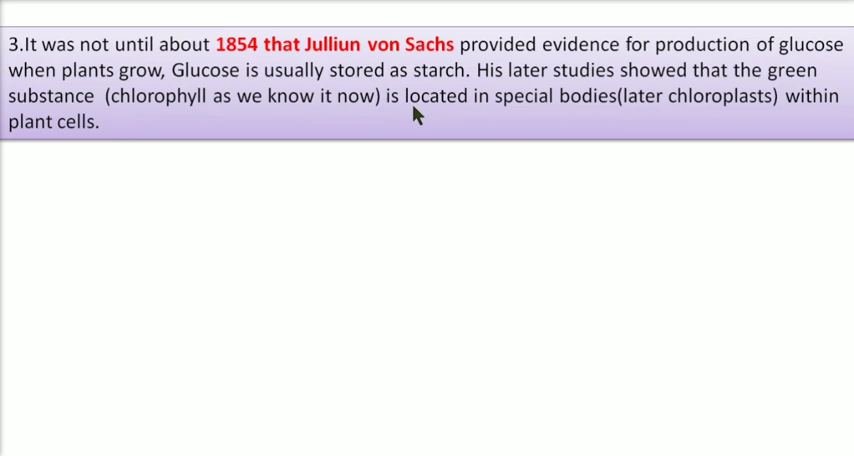 3.It was not until about 1854 that Julliun von Sachs provided evidence for production of glucose
when plants grow, Glucose is usually stored as starch. His later studies showed that the green
substance (chlorophyll as we know it now) is located in special bodies(later chloroplasts) within
plant cells.